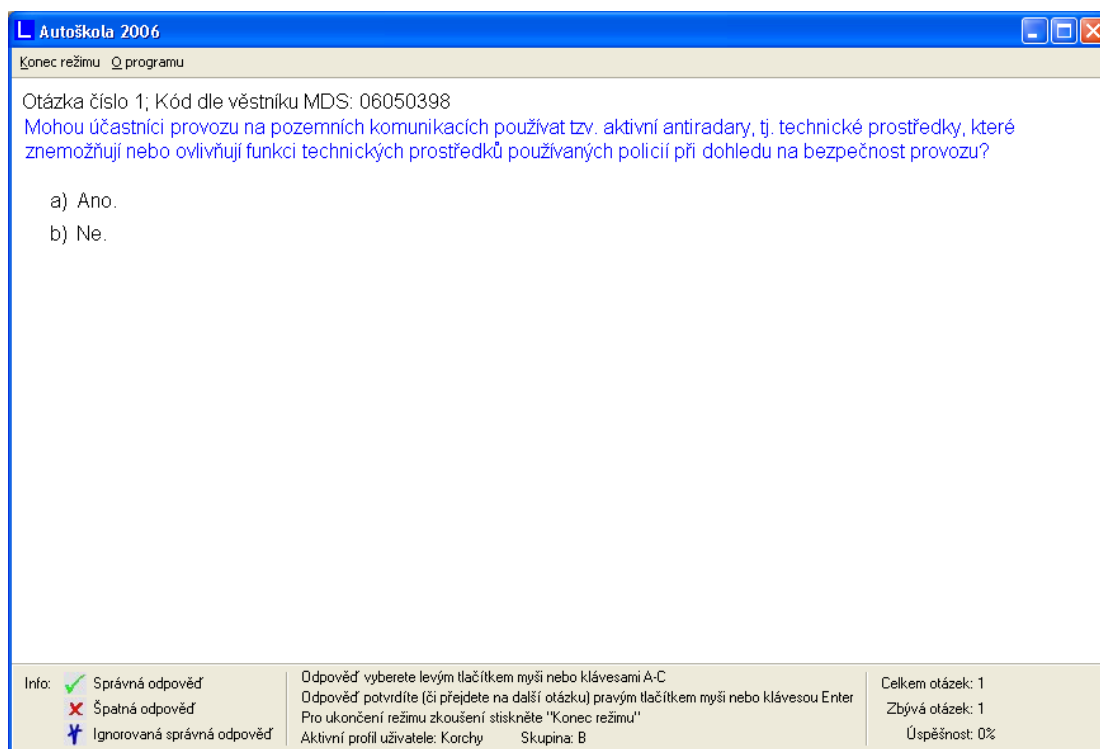 Autoškola 2006
Konec režimu O programu
Otázka číslo 1; Kód dle věstníku MDS: 06050398
Mohou účastníci provozu na pozemních komunikacích používat tzv. aktivní antiradary, tj. technické prostředky, které
znemožňují nebo ovlivňují funkci technických prostředků používaných policií při dohledu na bezpečnost provozu?
a) Ano.
b) Ne.
Info:
Správná odpověď
Špatná odpověď
Ignorovaná správná odpověď
Odpověď vyberete levým tlačítkem myši nebo klávesami A-C
Odpověď potvrdíte (či přejdete na další otázku) pravým tlačítkem myši nebo klávesou Enter
Pro ukončení režimu zkoušení stiskněte "Konec režimu"
Aktivní profil uživatele: Korchy Skupina: B
Celkem otázek: 1
Zbývá otázek: 1
Úspěšnost: 0%